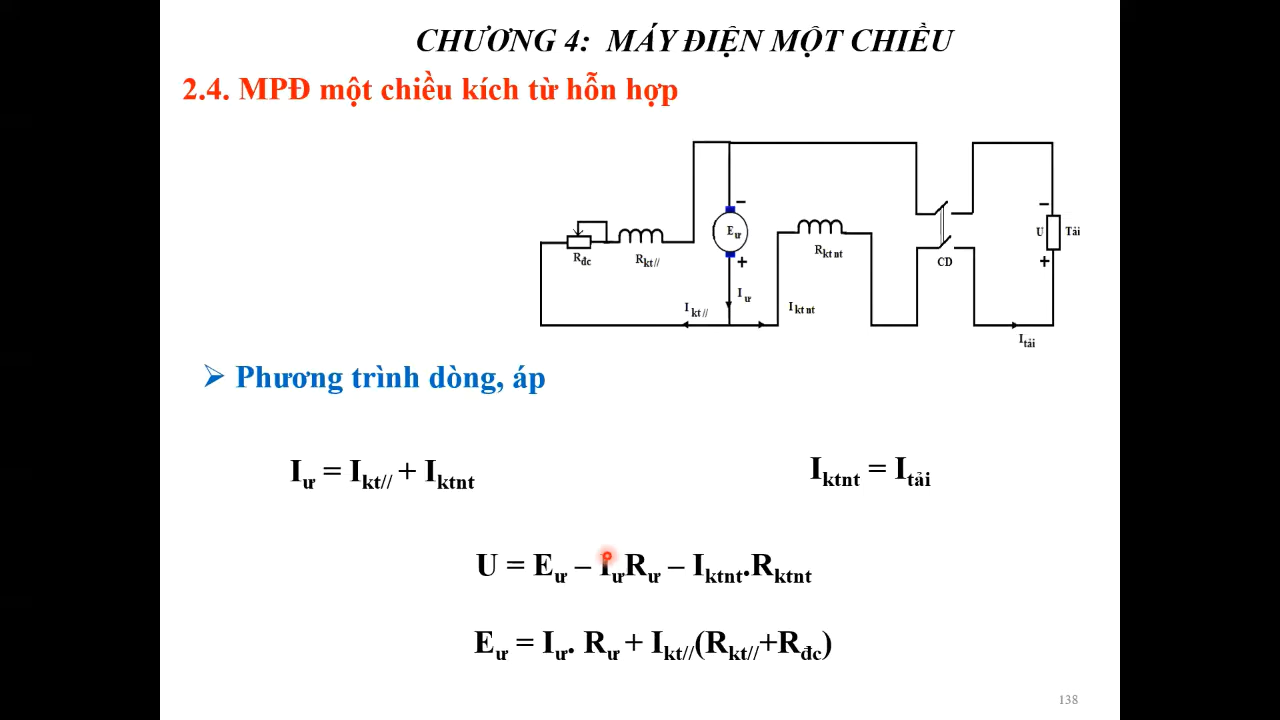 CHƯƠNG 4: MÁY ĐIỆN MỘT CHIỀU
2.4. MPĐ một chiều kích từ hỗn hợp
Rđc
Rkt//
Eư
−
+
Iư
I kt//
I kt nt
Rkt nt
CD
−
U
Tải
+
Itải
➢ Phương trình dòng, áp
Iư = Ikt// + Iktnt
Iktnt = Itải
U = Eư – IưRư – Iktnt.Rktnt
Eư = Iư. Rư + Ikt//(Rkt//+Rđc)
138